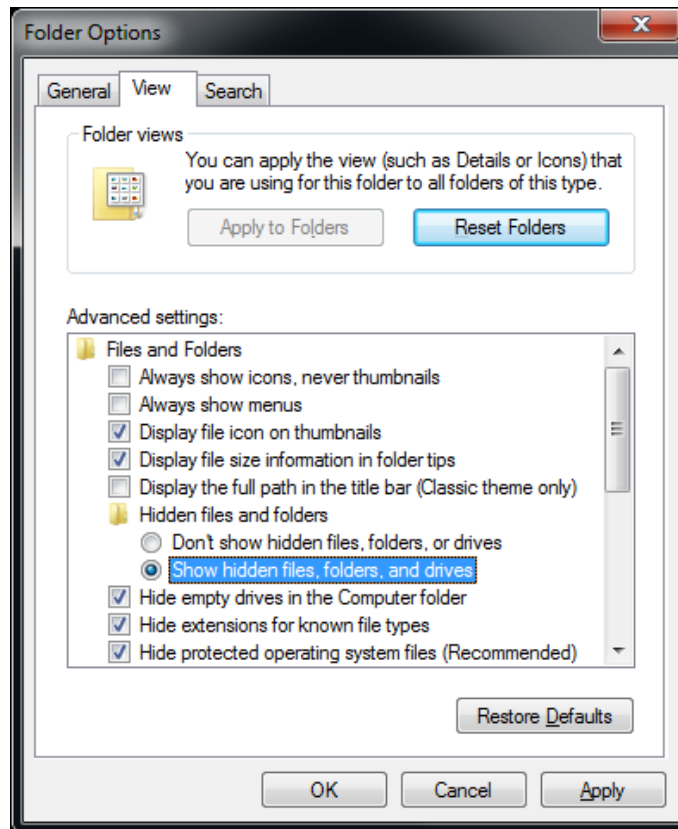 Folder Options
General View Search
Folder views
You can apply the view (such as Details or Icons) that
you are using for this folder to all folders of this type.
Apply to Folders Reset Folders
Advanced settings:
Files and Folders
Always show icons, never thumbnails
Always show menus
Display file icon on thumbnails
Display file size information in folder tips
Display the full path in the title bar (Classic theme only)
Hidden files and folders
Don't show hidden files, folders, or drives
Show hidden files, folders, and drives
Hide empty drives in the Computer folder
Hide extensions for known file types
Hide protected operating system files (Recommended)
Restore Defaults
OK Cancel Apply